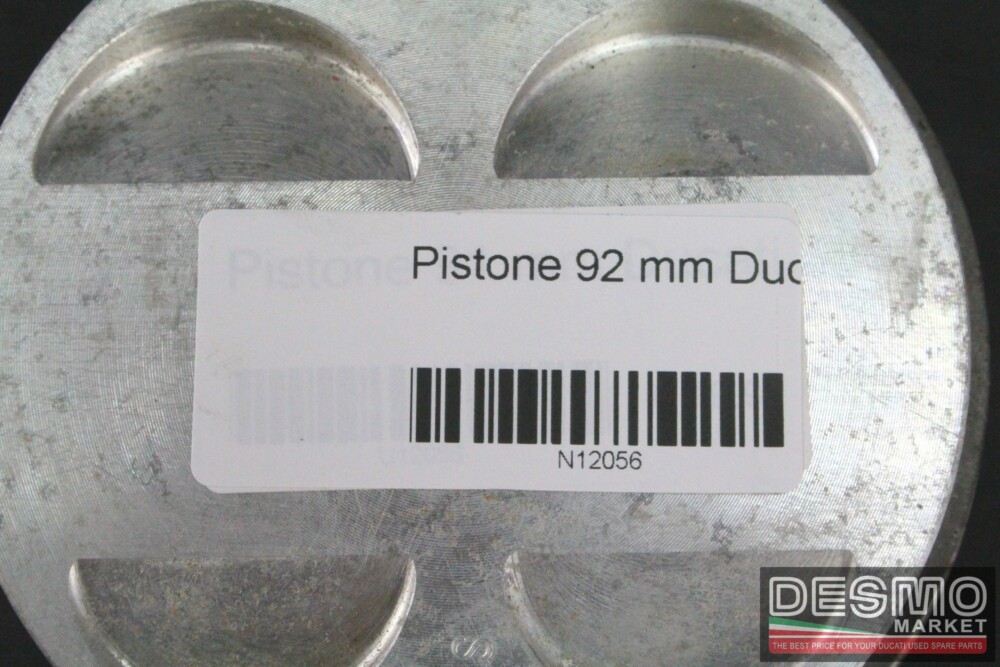 Pistone 92 mm Duc
N12056
S
DESMO
MARKET
THE BEST PRICE FOR YOUR DUCATI USED SPARE PARTS